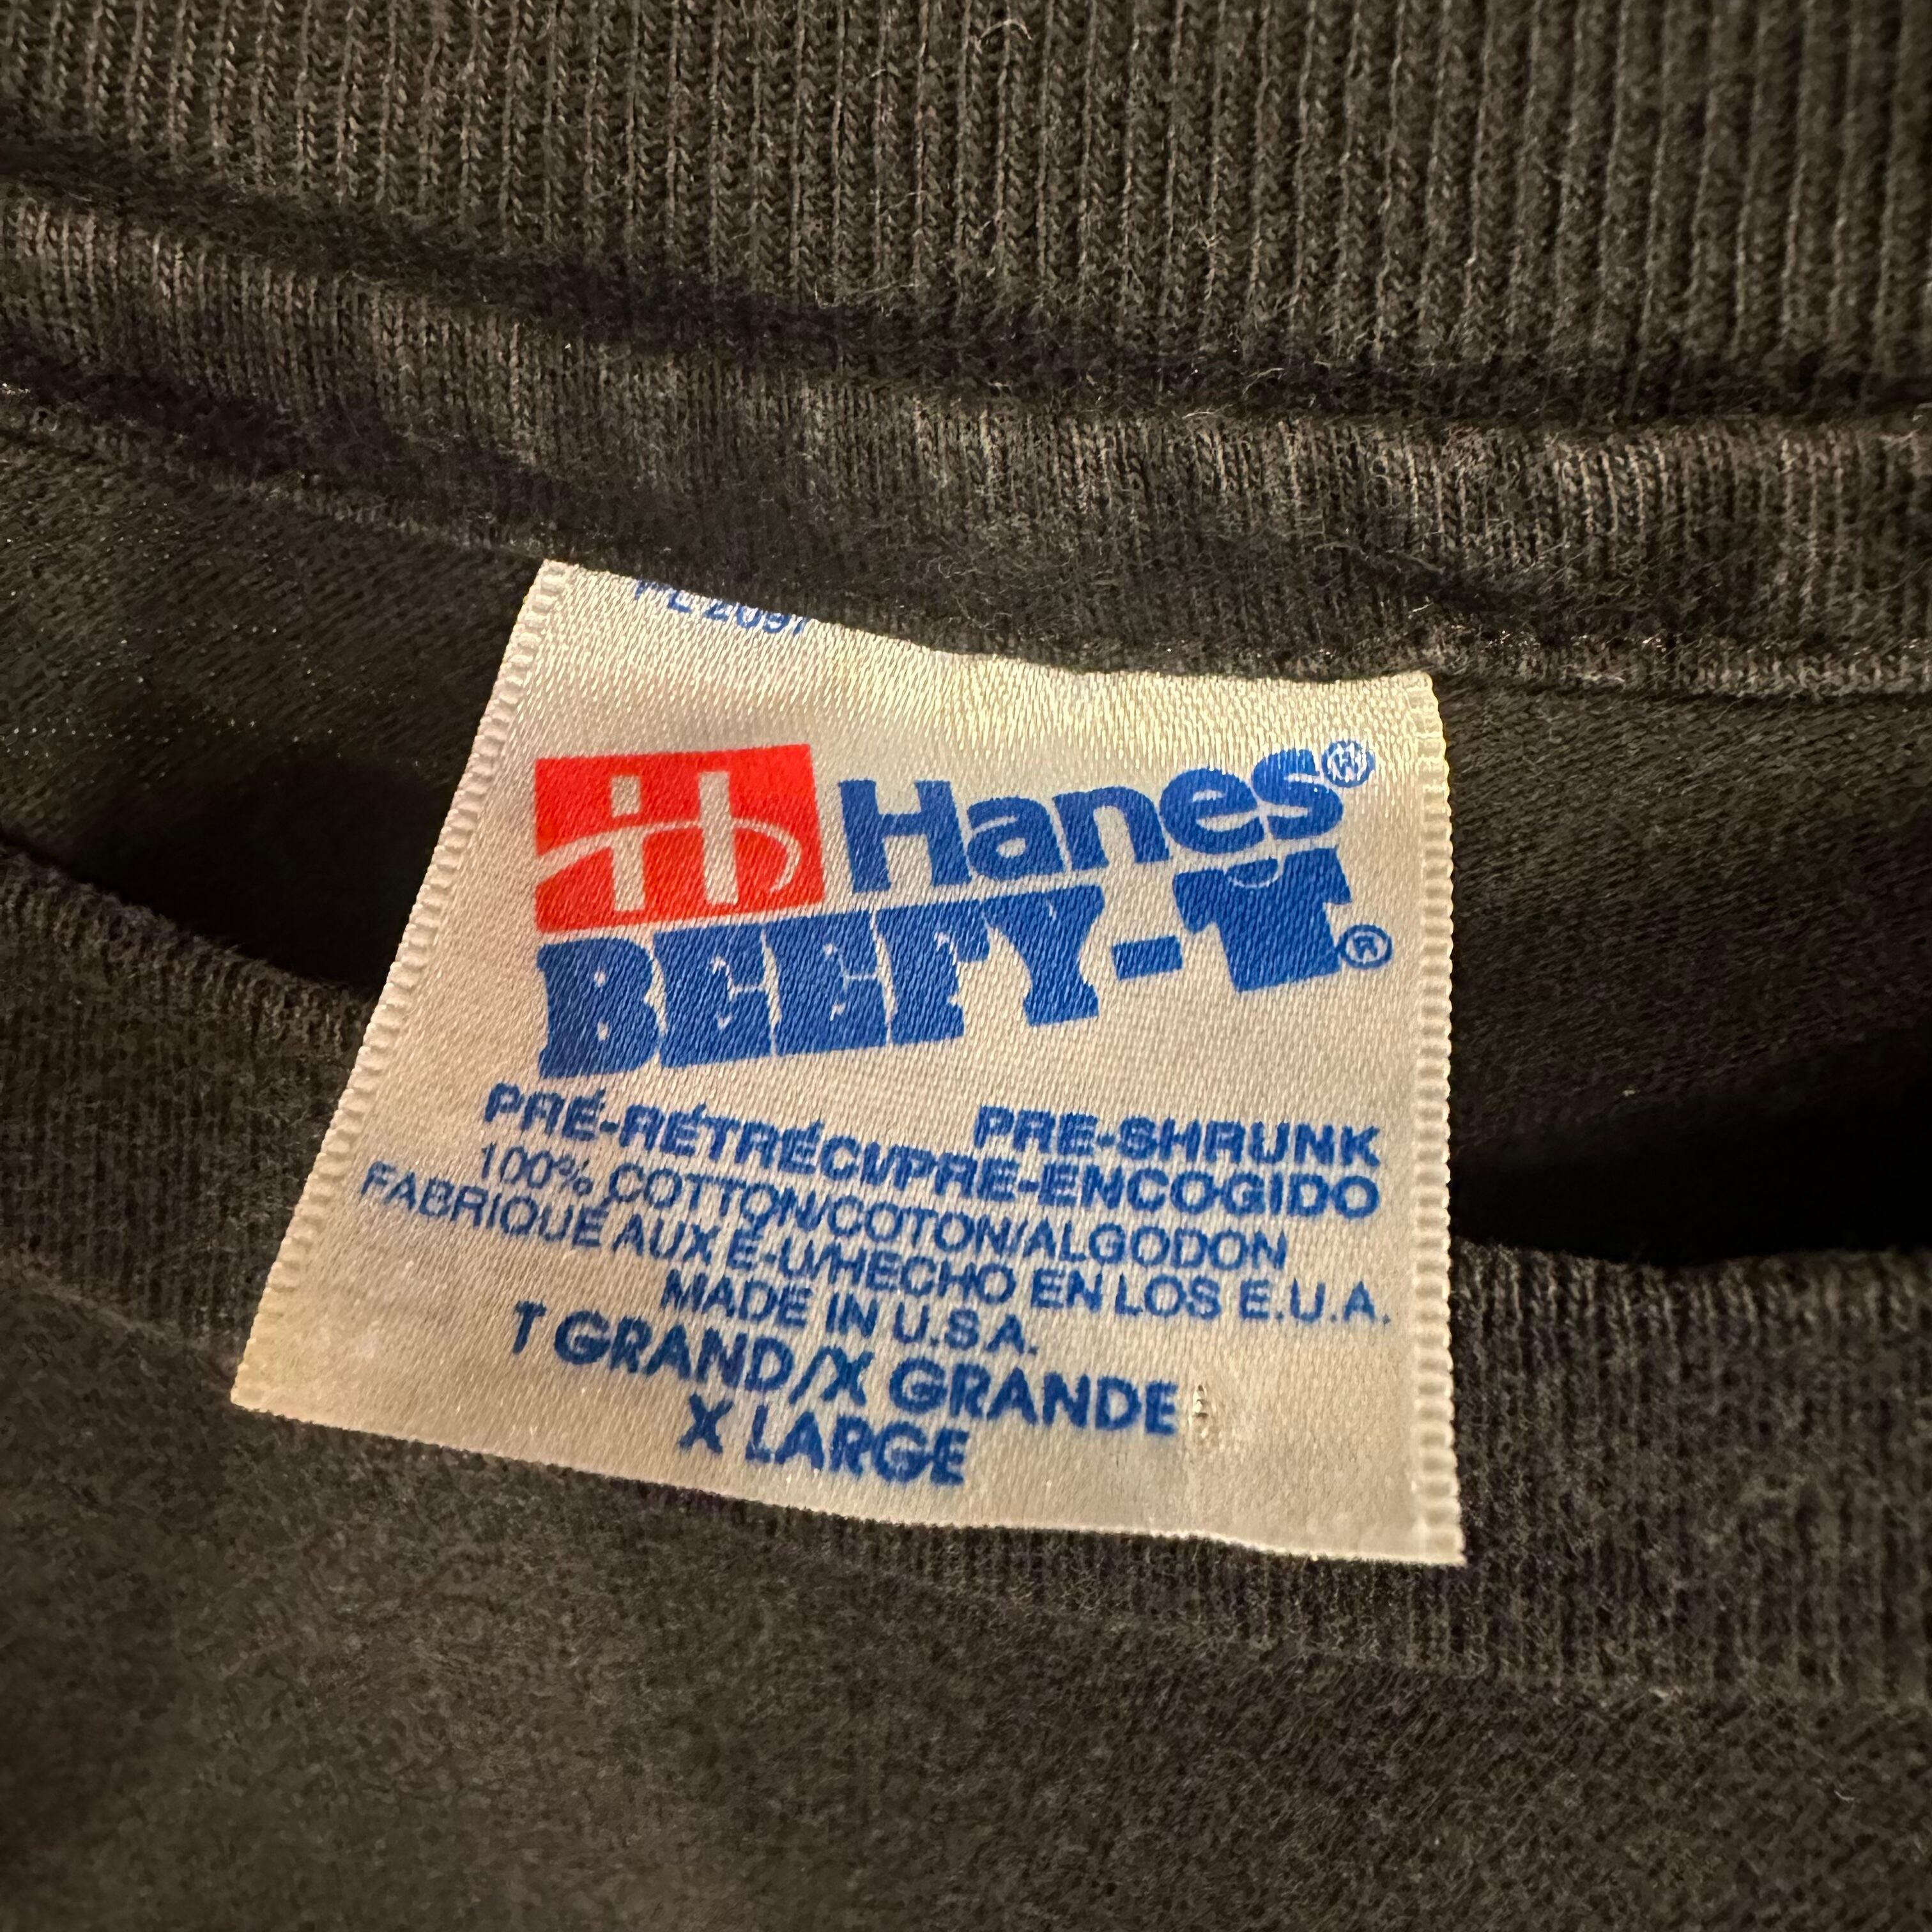 Hanes®
BEEFY-T®
PRE-SHRUNK
PRÉ-RÉTRÉCI/PRE-ENCOGIDO
100% COTTON/COTON/ALGODON
FABRIQUÉ AUX É-U/HECHO EN LOS E.U.A.
MADE IN U.S.A.
T GRAND/X GRANDE
X LARGE